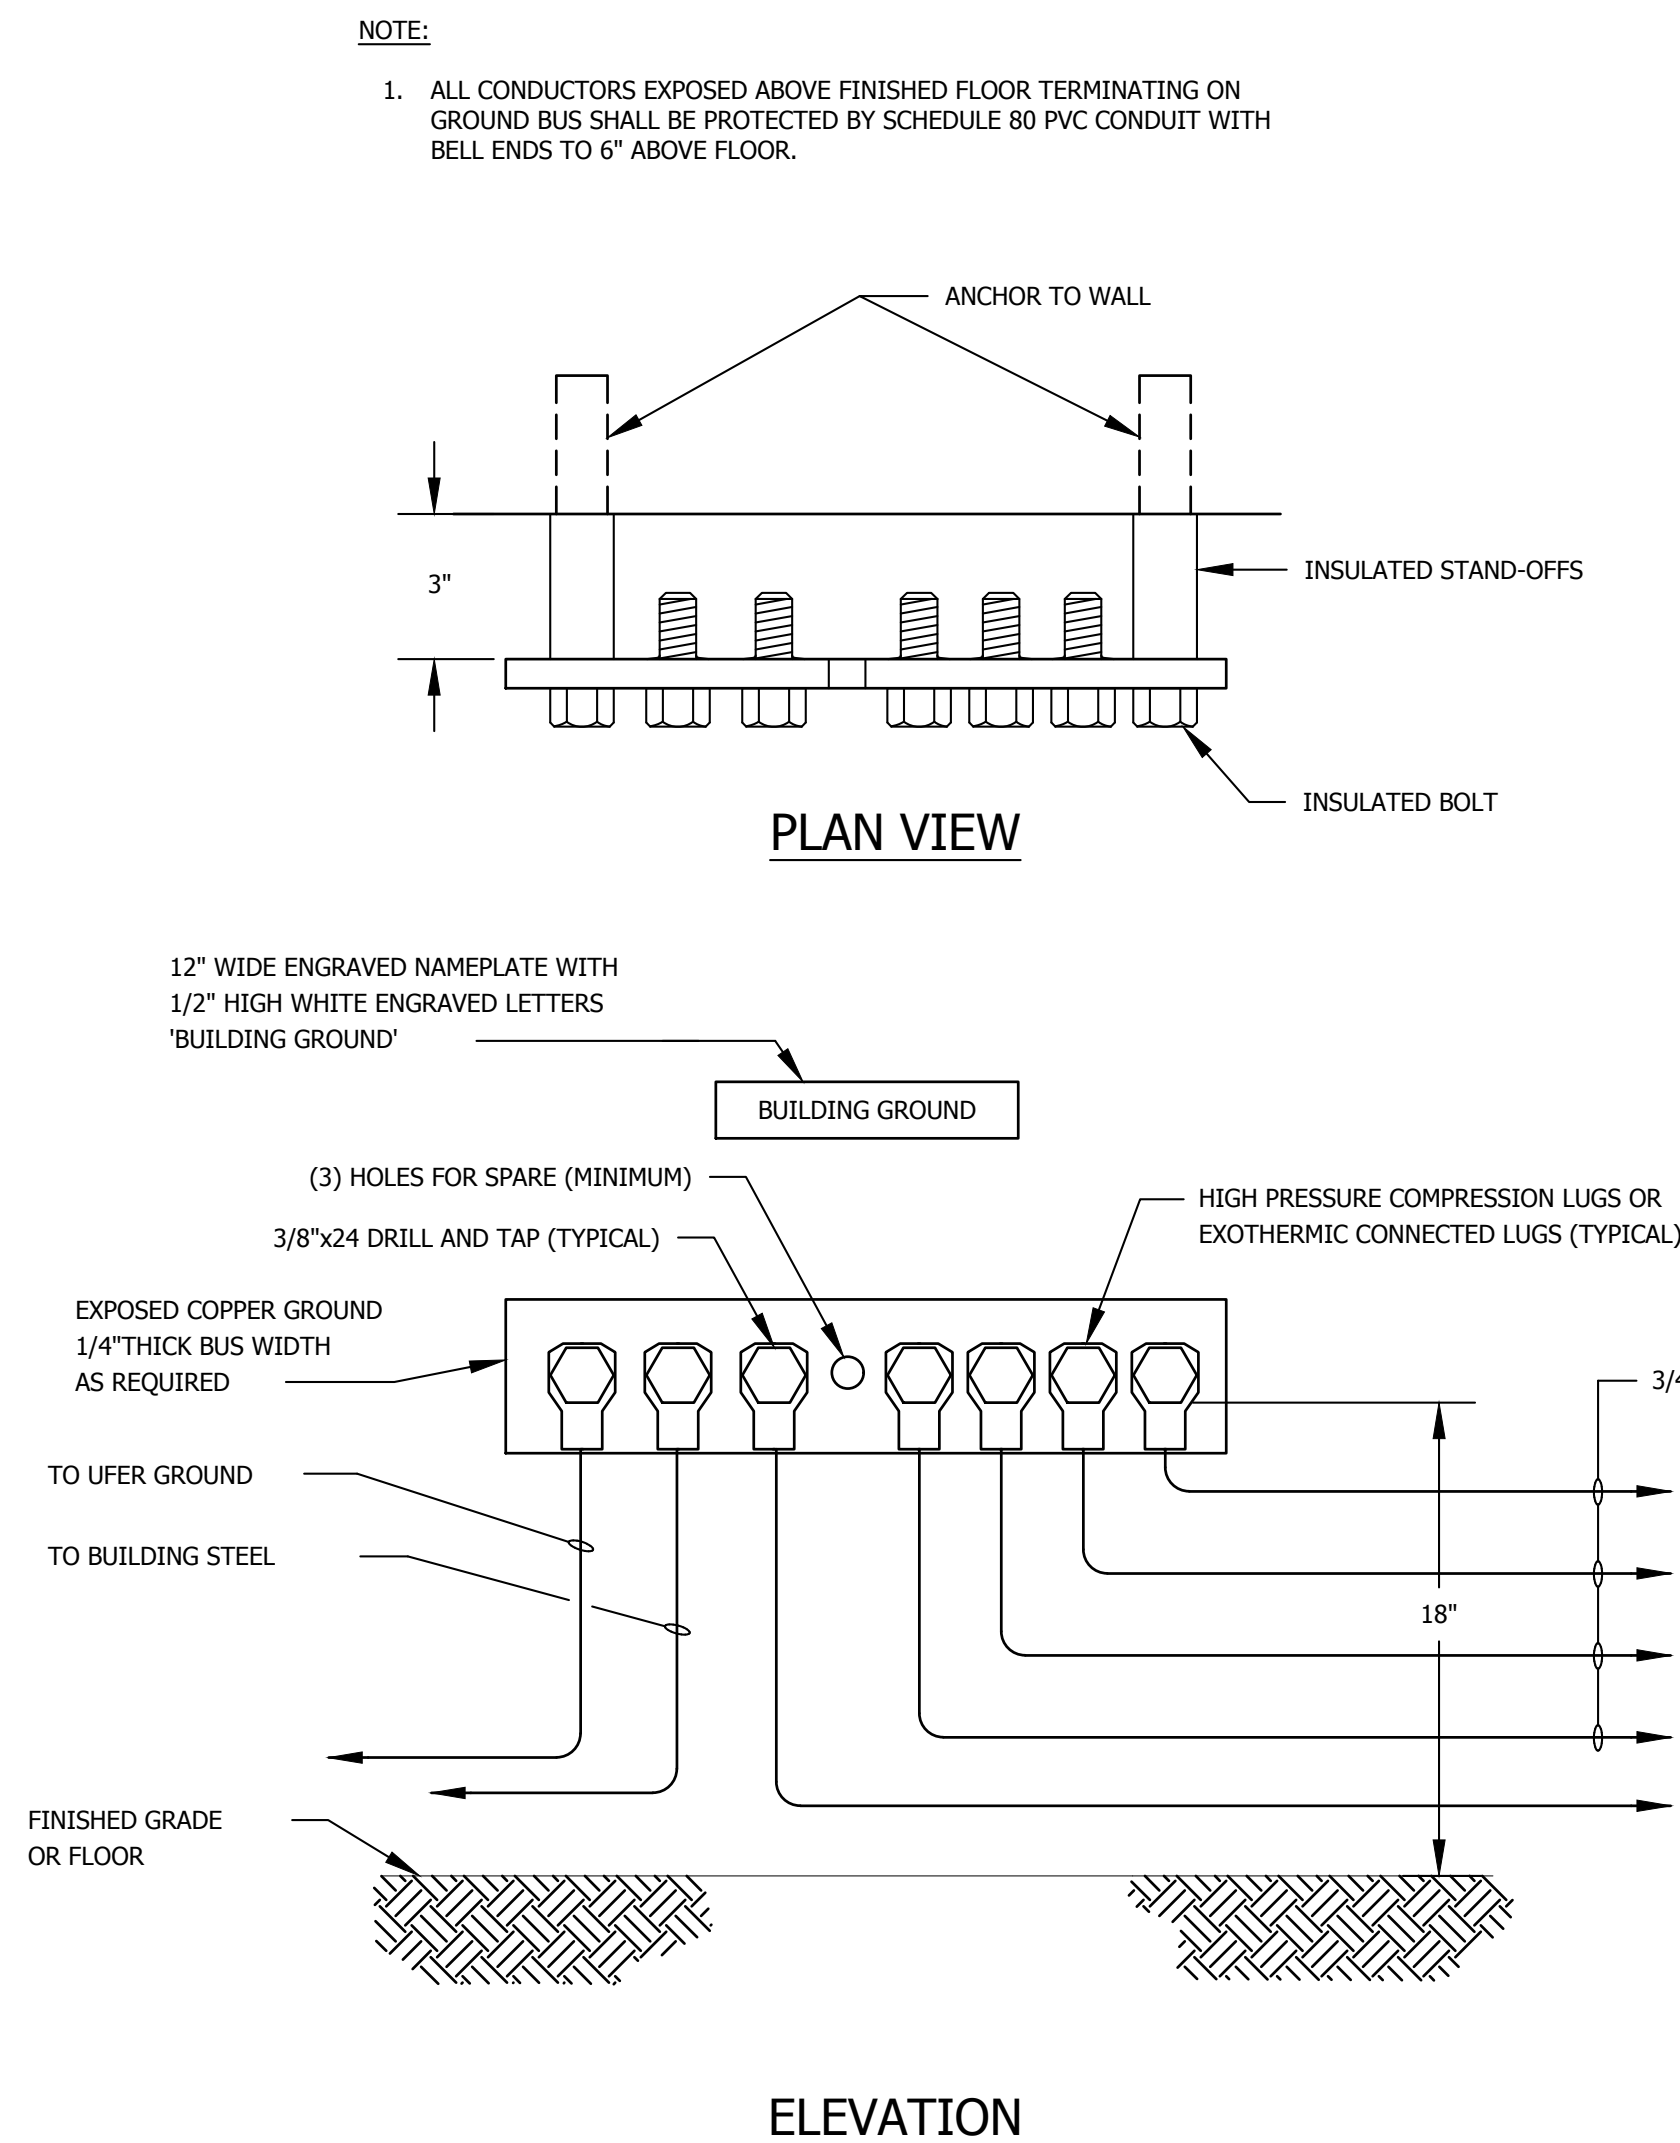 NOTE:
1. ALL CONDUCTORS EXPOSED ABOVE FINISHED FLOOR TERMINATING ON
GROUND BUS SHALL BE PROTECTED BY SCHEDULE 80 PVC CONDUIT WITH
BELL ENDS TO 6" ABOVE FLOOR.
ANCHOR TO WALL
3"
INSULATED STAND-OFFS
INSULATED BOLT
PLAN VIEW
12" WIDE ENGRAVED NAMEPLATE WITH
1/2" HIGH WHITE ENGRAVED LETTERS
'BUILDING GROUND'
BUILDING GROUND
(3) HOLES FOR SPARE (MINIMUM)
3/8"x24 DRILL AND TAP (TYPICAL)
HIGH PRESSURE COMPRESSION LUGS OR
EXOTHERMIC CONNECTED LUGS (TYPICAL)
EXPOSED COPPER GROUND
1/4"THICK BUS WIDTH
AS REQUIRED
TO UFER GROUND
TO BUILDING STEEL
18"
FINISHED GRADE
OR FLOOR
ELEVATION